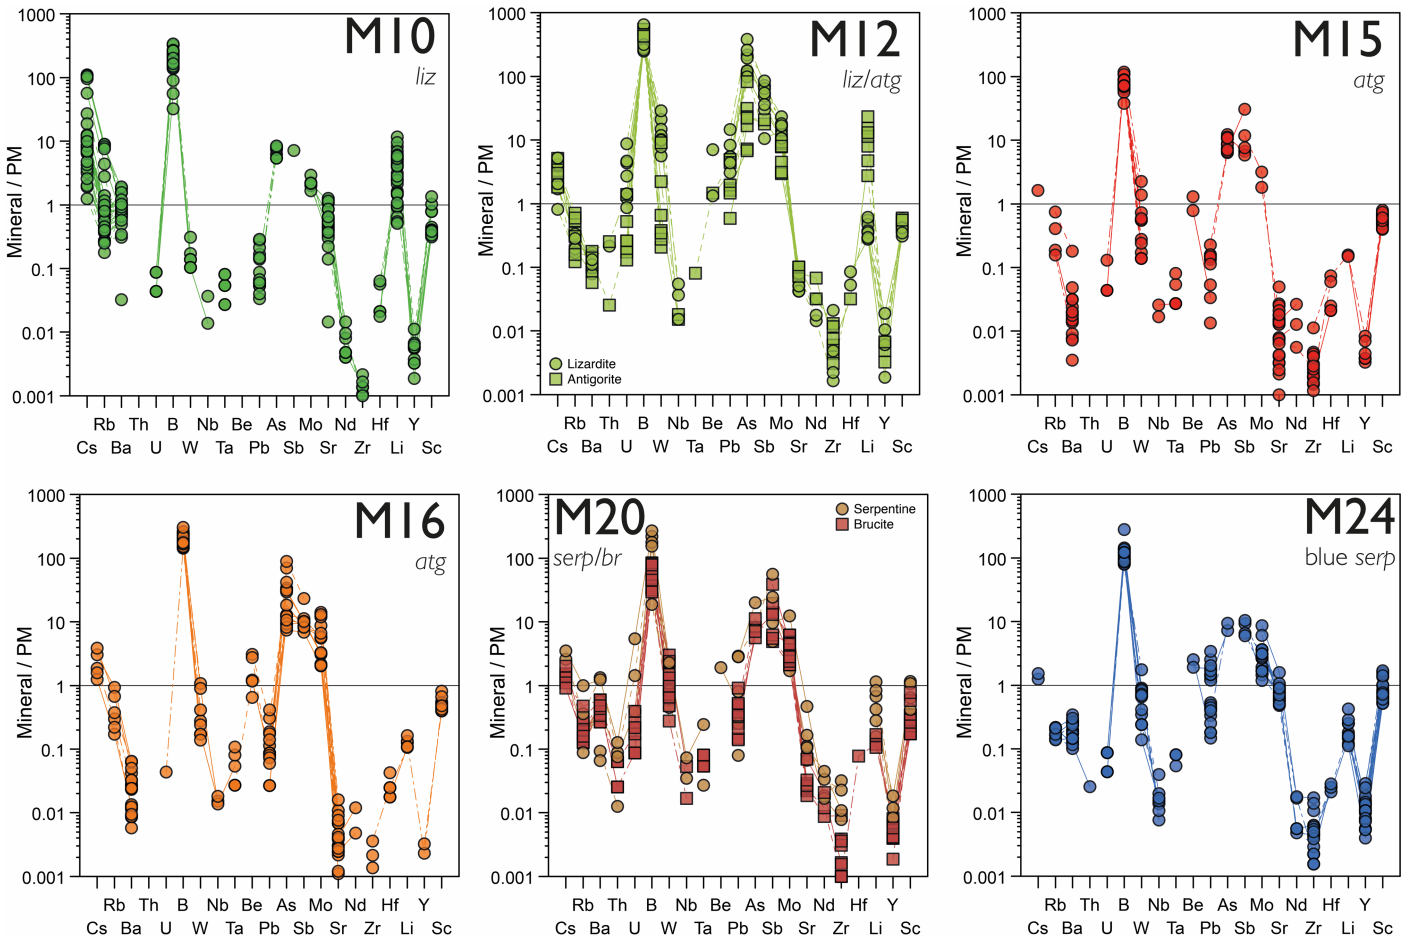 1000
100
10
1
0.1
0.01
0.001
Mineral / PM
M10
liz
Rb Th B Nb Be As Mo Nd Hf Y
Cs Ba U W Ta Pb Sb Sr Zr Li Sc
1000
100
10
1
0.1
0.01
0.001
Mineral / PM
M12
liz/atg
Lizardite
Antigorite
Rb Th B Nb Be As Mo Nd Hf Y
Cs Ba U W Ta Pb Sb Sr Zr Li Sc
1000
100
10
1
0.1
0.01
0.001
Mineral / PM
M15
atg
Rb Th B Nb Be As Mo Nd Hf Y
Cs Ba U W Ta Pb Sb Sr Zr Li Sc
1000
100
10
1
0.1
0.01
0.001
Mineral / PM
M16
atg
Rb Th B Nb Be As Mo Nd Hf Y
Cs Ba U W Ta Pb Sb Sr Zr Li Sc
1000
100
10
1
0.1
0.01
0.001
Mineral / PM
M20
serp/br
Serpentine
Brucite
Rb Th B Nb Be As Mo Nd Hf Y
Cs Ba U W Ta Pb Sb Sr Zr Li Sc
1000
100
10
1
0.1
0.01
0.001
Mineral / PM
M24
blue serp
Rb Th B Nb Be As Mo Nd Hf Y
Cs Ba U W Ta Pb Sb Sr Zr Li Sc